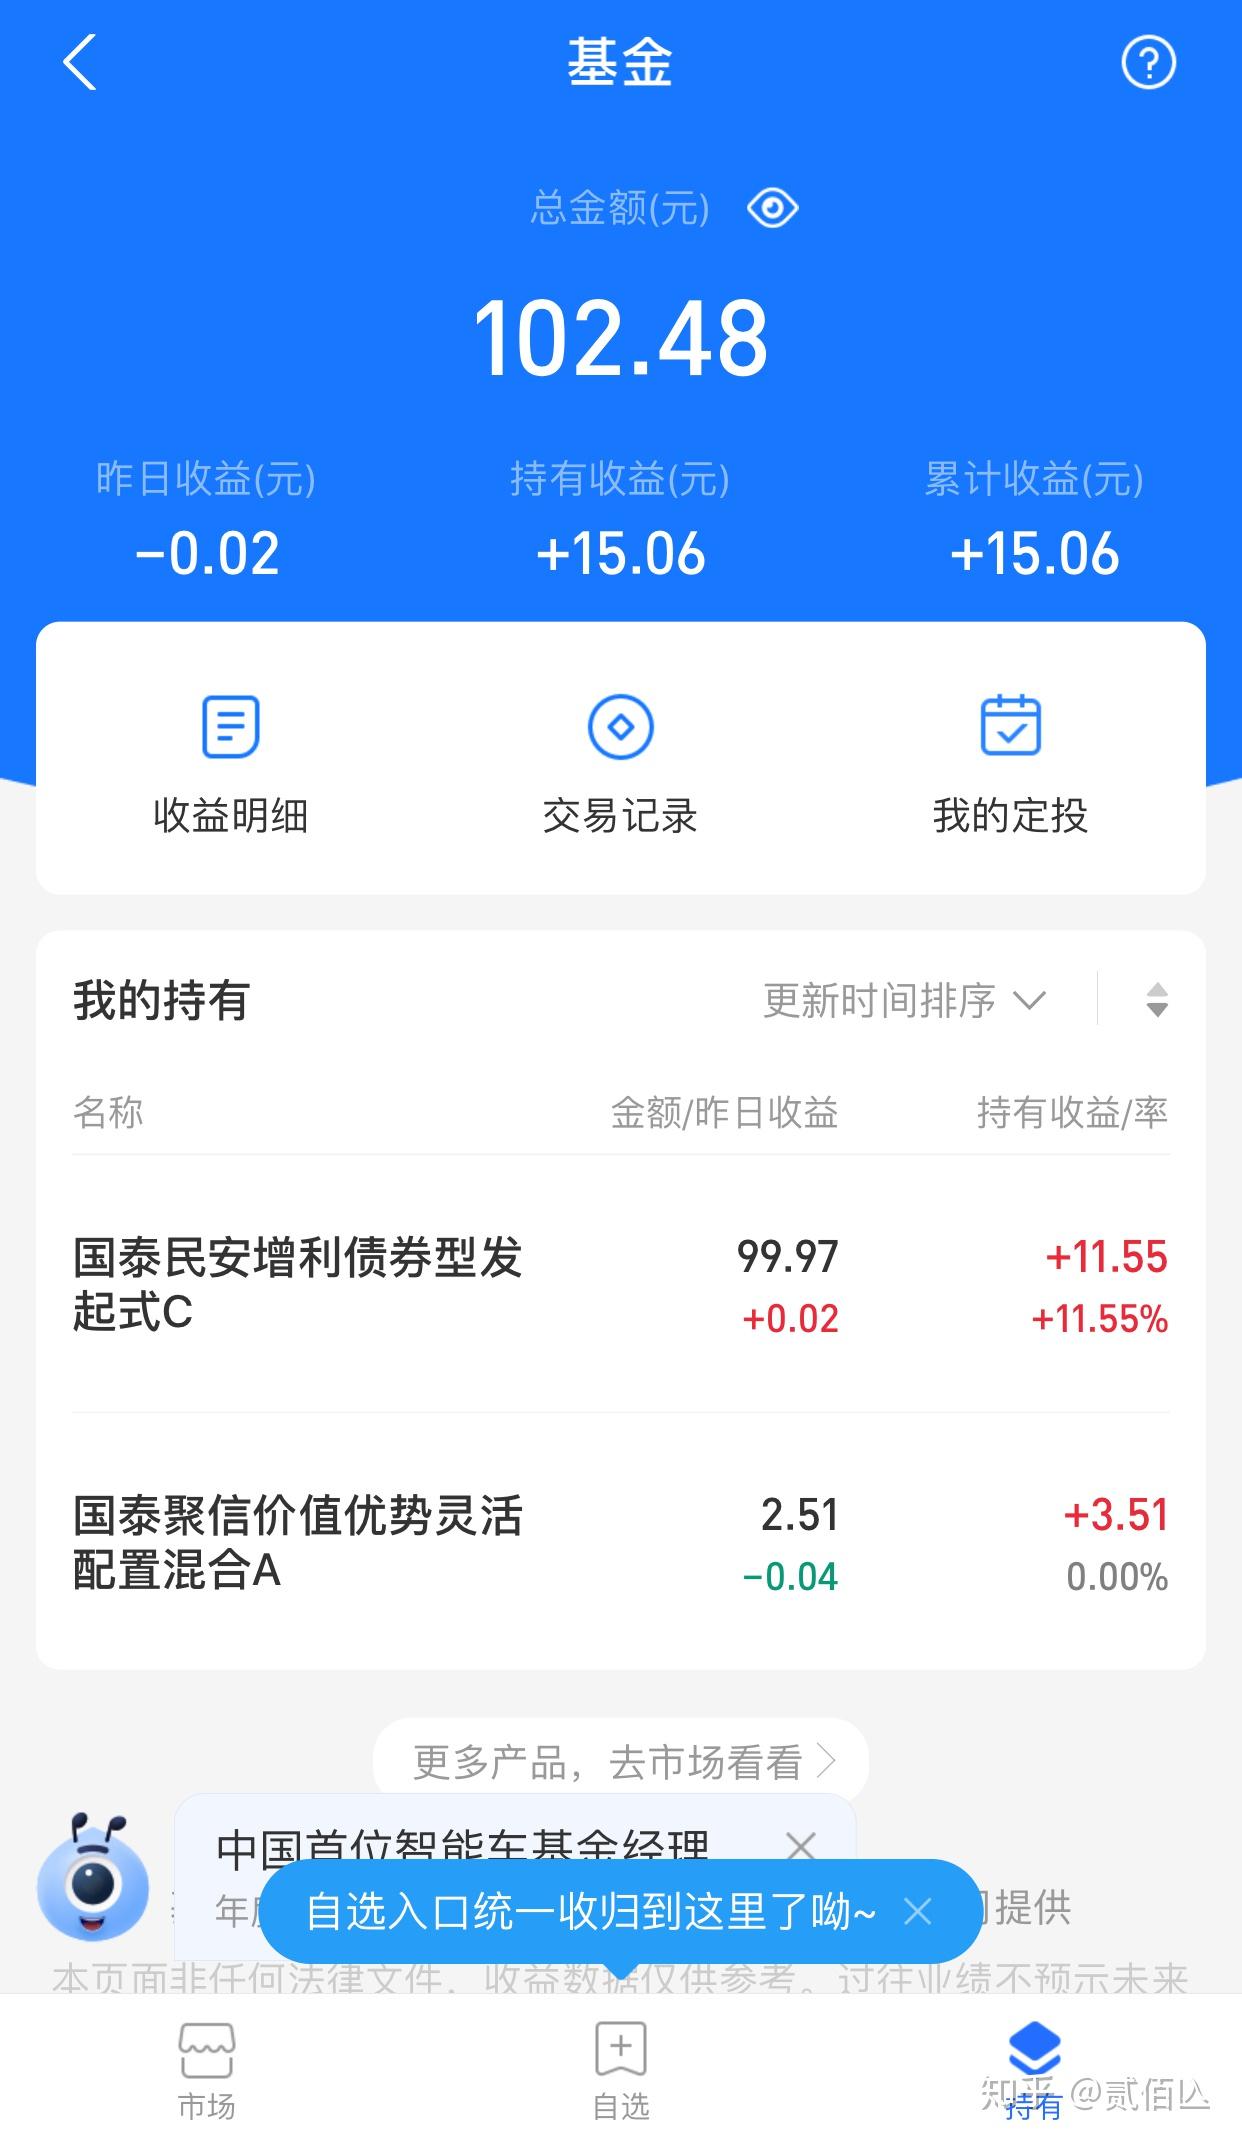 基金
总金额(元)
102.48
昨日收益(元) 持有收益(元) 累计收益(元)
-0.02 +15.06 +15.06
收益明细 交易记录 我的定投
我的持有 更新时间排序
名称 金额/昨日收益 持有收益/率
国泰民安增利债券型发 99.97 +11.55
起式C +0.02 +11.55%
国泰聚信价值优势灵活 2.51 +3.51
配置混合A -0.04 0.00%
更多产品，去市场看看
中国首位智能车基金经理
年 提供
自选入口统一收归到这里了呦~
本页面非任何法律文件，收益数据仅供参考。过往业绩不预示未来
市场 自选 持有
知乎 @贰佰亾